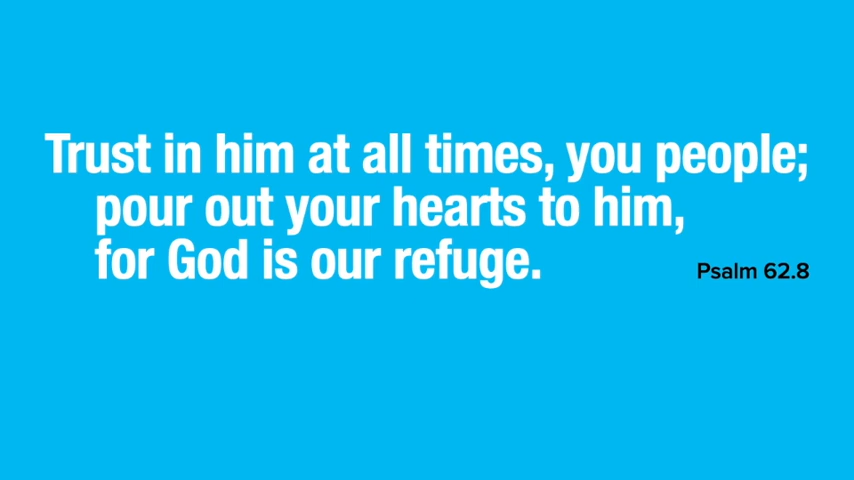 Trust in him at all times, you people;
pour out your hearts to him,
for God is our refuge.
Psalm 62.8